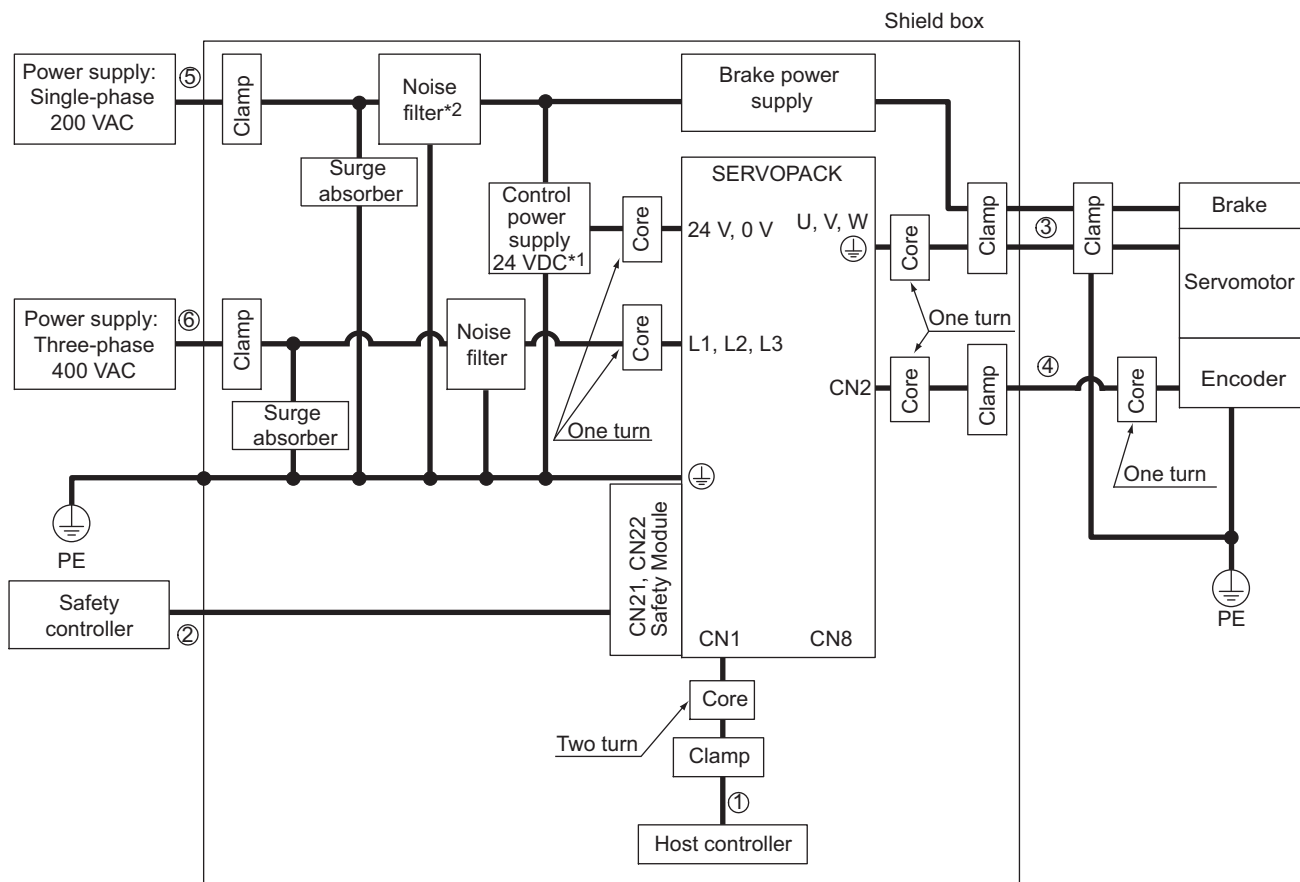 Shield box
Power supply:
Single-phase
200 VAC
⑤
Clamp
Noise
filter*2
Brake power
supply
Surge
absorber
Control
power
supply
24 VDC*1
Core
SERVOPACK
24 V, 0 V
U, V, W
Core
Clamp
③
Clamp
Brake
Servomotor
Power supply:
Three-phase
400 VAC
⑥
Clamp
Noise
filter
Core
L1, L2, L3
One turn
CN2
Core
Clamp
④
Core
Encoder
Surge
absorber
One turn
One turn
PE
CN21, CN22
Safety Module
PE
Safety
controller
②
CN1
CN8
Core
Two turn
Clamp
①
Host controller